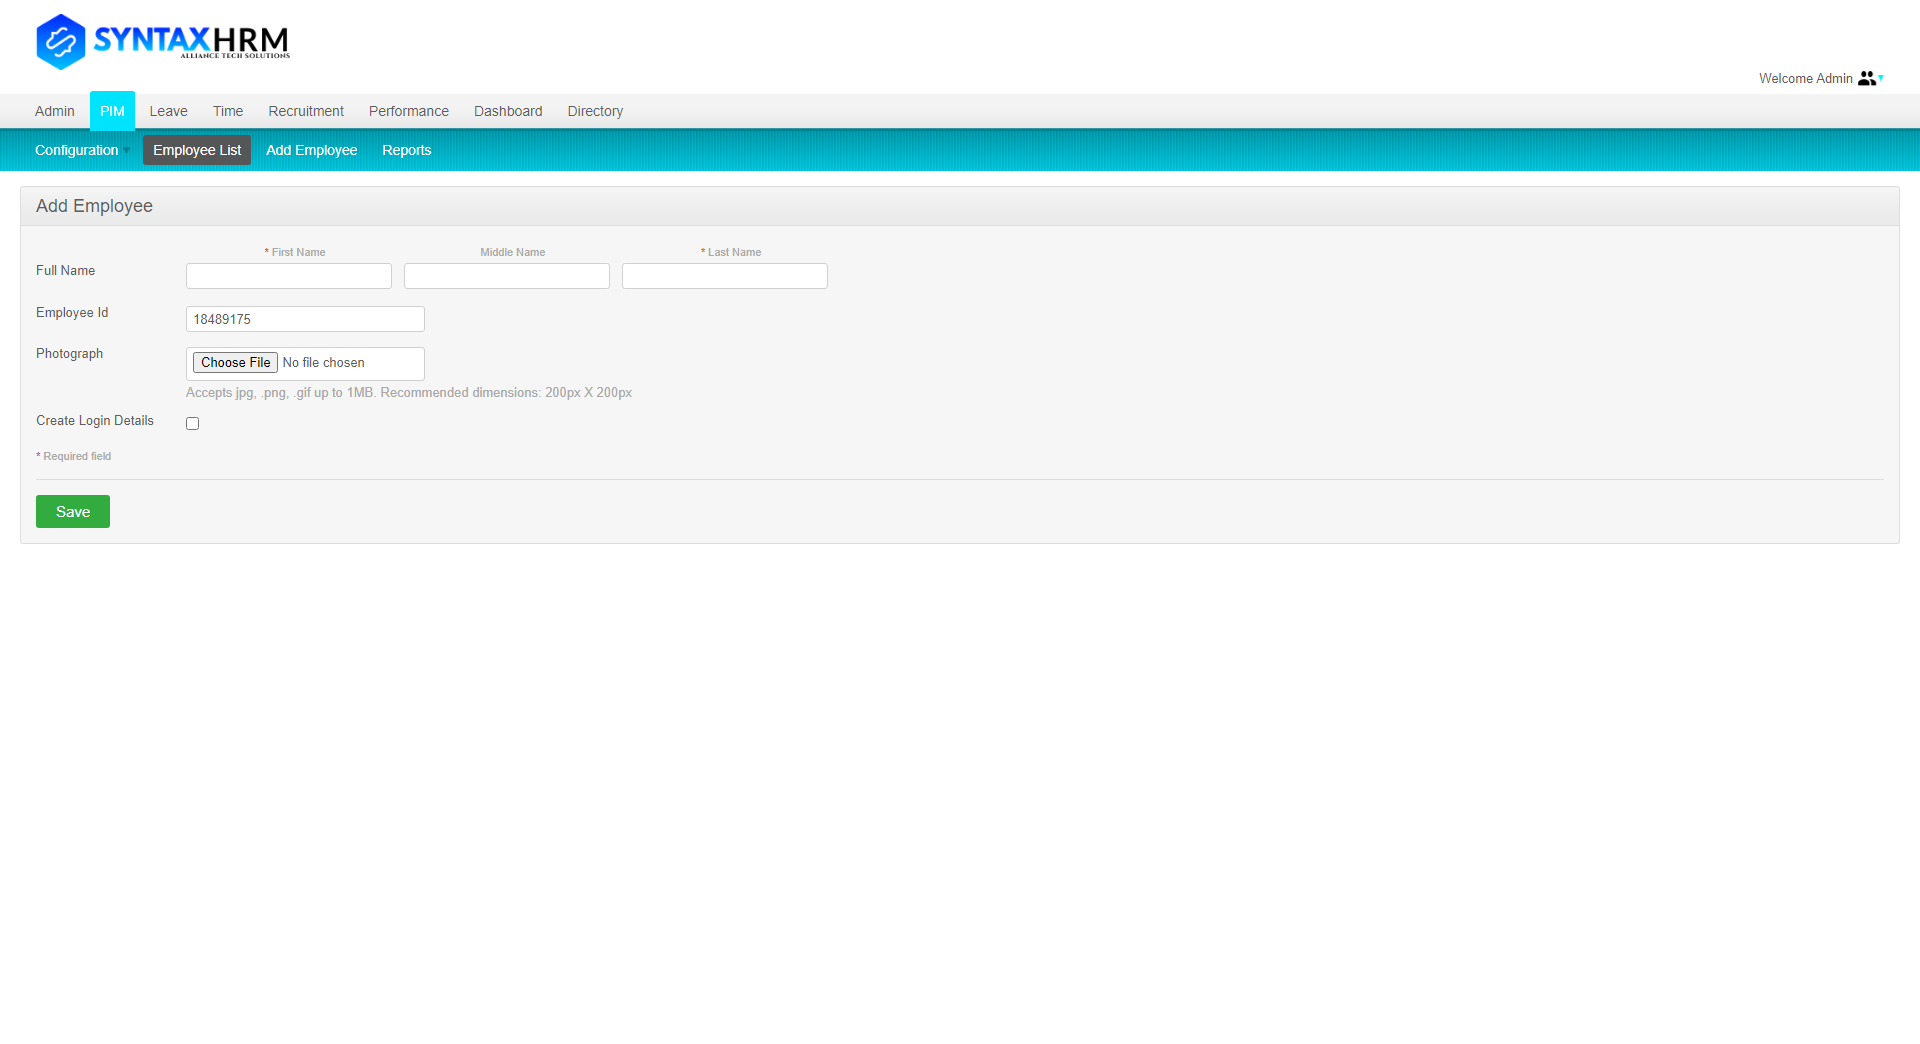 SYNTAXHRM
ALLIANCE TECH SOLUTIONS
Welcome Admin
Admin PIM Leave Time Recruitment Performance Dashboard Directory
Configuration Employee List Add Employee Reports
Add Employee
* First Name Middle Name * Last Name
Full Name
Employee Id 18489175
Photograph Choose File No file chosen
Accepts jpg, .png, .gif up to 1MB. Recommended dimensions: 200px X 200px
Create Login Details
* Required field
Save